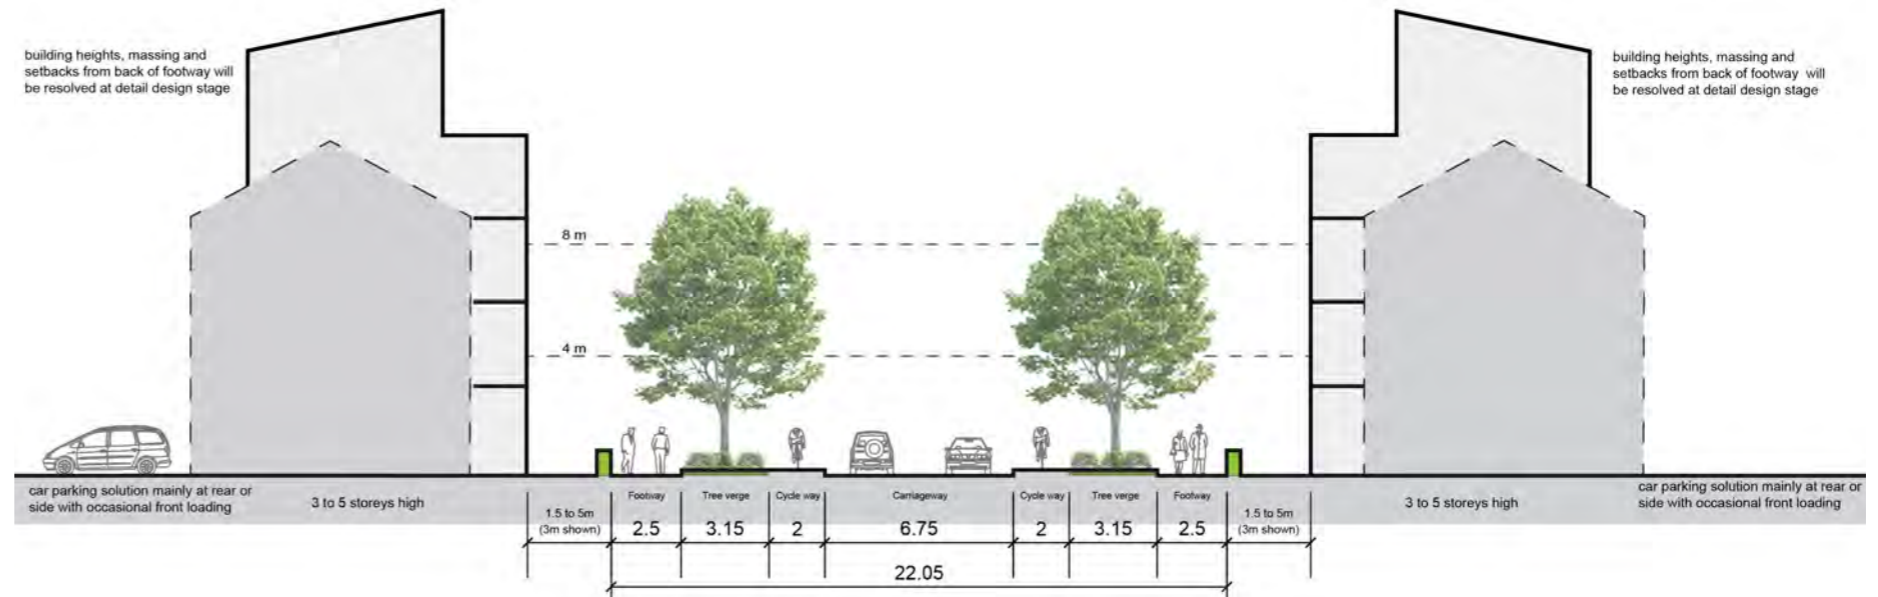 building heights, massing and
setbacks from back of footway will
be resolved at detail design stage
building heights, massing and
setbacks from back of footway will
be resolved at detail design stage
8 m
4 m
car parking solution mainly at rear or
side with occasional front loading
3 to 5 storeys high
1.5 to 5m
(3m shown)
Footway
2.5
Tree verge
3.15
Cycle way
2
Carriageway
6.75
Cycle way
2
Tree verge
3.15
Footway
2.5
1.5 to 5m
(3m shown)
3 to 5 storeys high
car parking solution mainly at rear or
side with occasional front loading
22.05